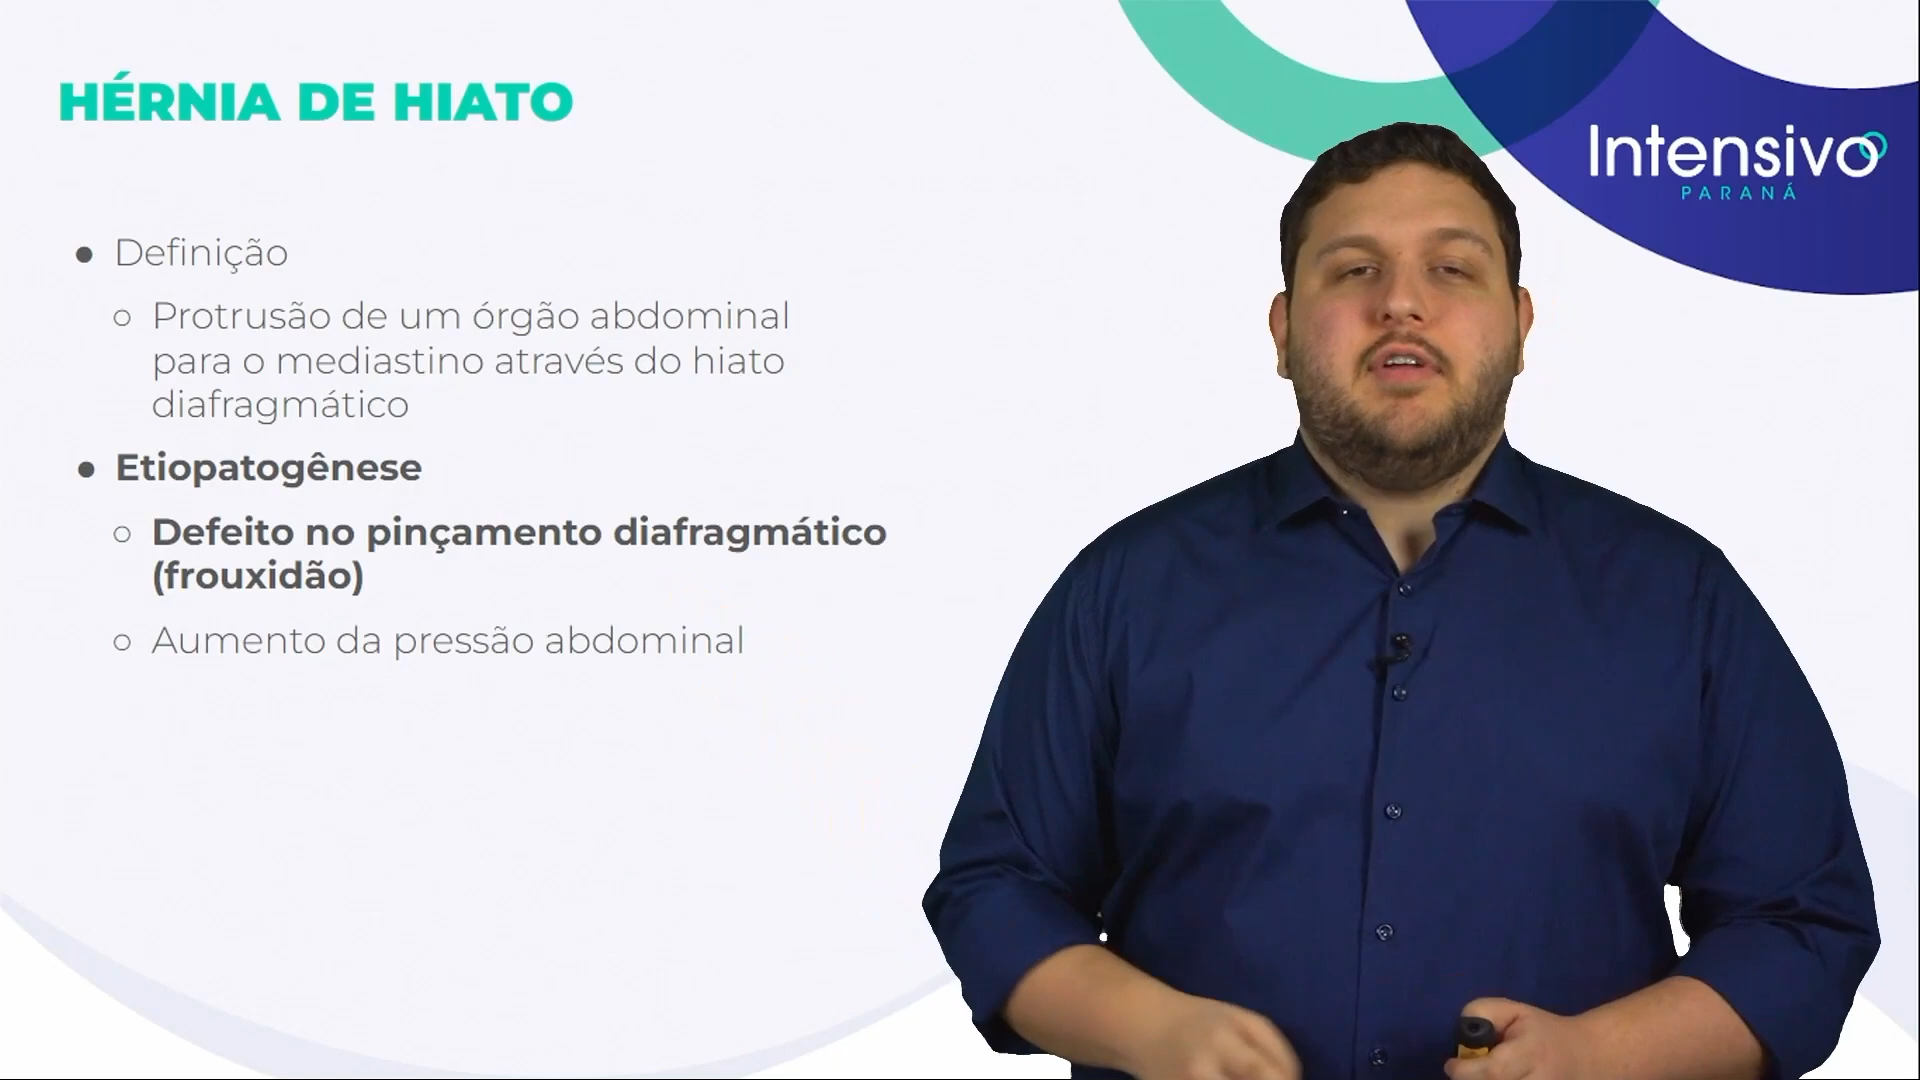 HÉRNIA DE HIATO
Intensivo
PARANÁ
● Definição
○ Protrusão de um órgão abdominal
para o mediastino através do hiato
diafragmático
● Etiopatogênese
○ Defeito no pinçamento diafragmático
(frouxidão)
○ Aumento da pressão abdominal